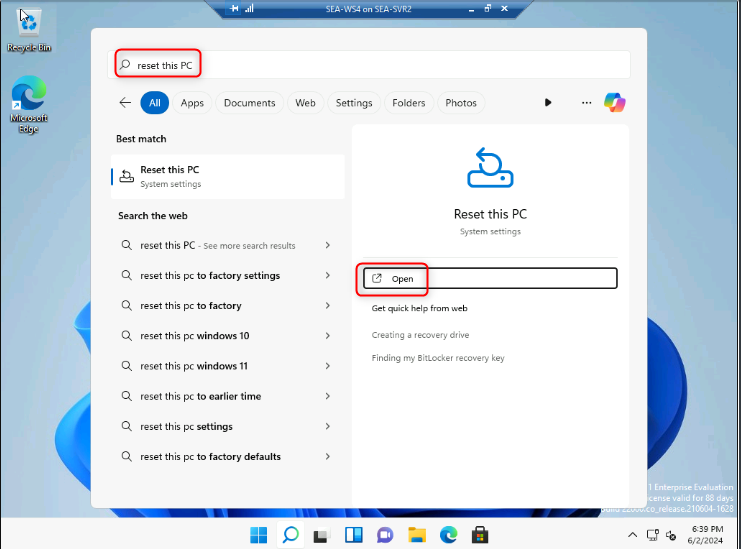 SEA-WS4 on SEA-SVR2
Recycle Bin
Microsoft
Edge
reset this PC
All
Apps
Documents
Web
Settings
Folders
Photos
Best match
Reset this PC
System settings
Search the web
reset this PC - See more search results
reset this pc to factory settings
reset this pc to factory
reset this pc windows 10
reset this pc windows 11
reset this pc to earlier time
reset this pc settings
reset this pc to factory defaults
Reset this PC
System settings
Open
Get quick help from web
Creating a recovery drive
Finding my BitLocker recovery key
1 Enterprise Evaluation
license valid for 88 days
Build 22000.co_release.210604-1628
6:39 PM
6/2/2024